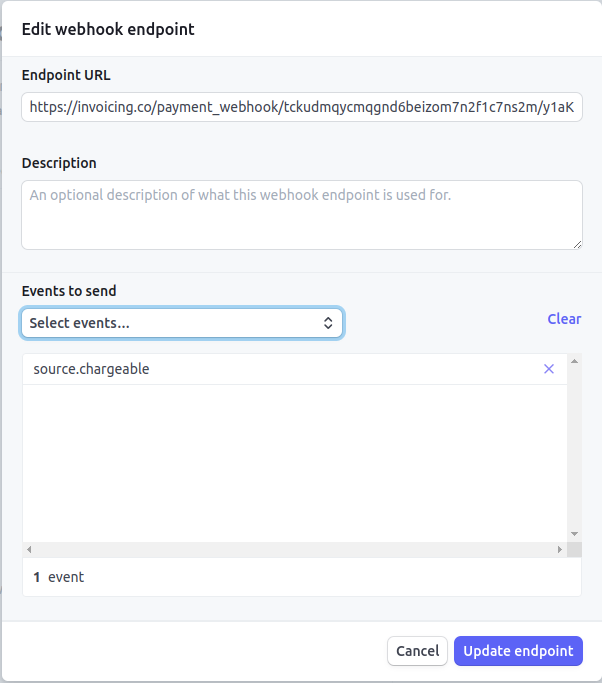 Edit webhook endpoint
Endpoint URL
https://invoicing.co/payment_webhook/tckudmqycmqgnd6beizom7n2f1c7ns2m/y1aK
Description
An optional description of what this webhook endpoint is used for.
Events to send
Select events...
Clear
source.chargeable
1 event
Cancel
Update endpoint